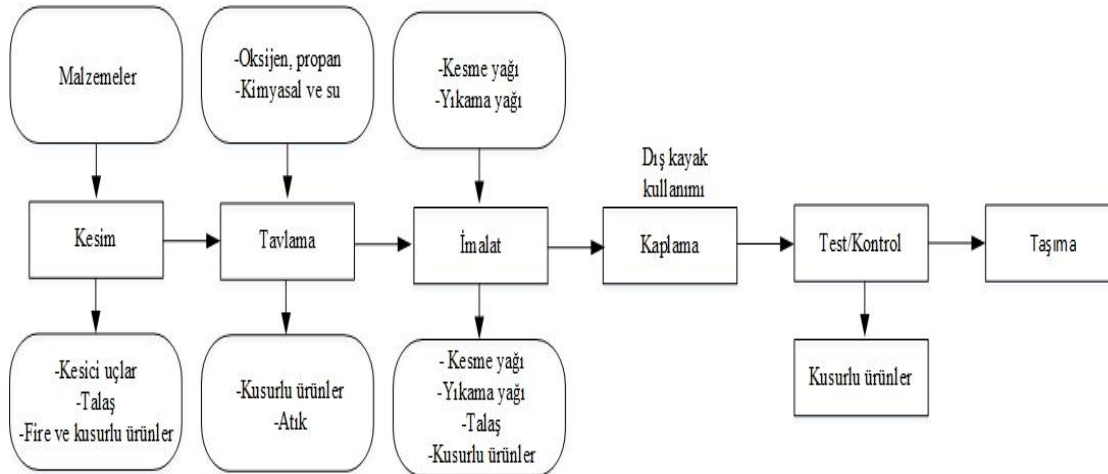 Malzemeler
-Oksijen, propan
-Kimyasal ve su
-Kesme yağı
-Yıkama yağı
Dış kayak
kullanımı
Kesim
Tavlama
İmalat
Kaplama
Test/Kontrol
Taşıma
-Kesici uçlar
-Talaş
-Fire ve kusurlu ürünler
-Kusurlu ürünler
-Atık
- Kesme yağı
-Yıkama yağı
-Talaş
-Kusurlu ürünler
Kusurlu ürünler